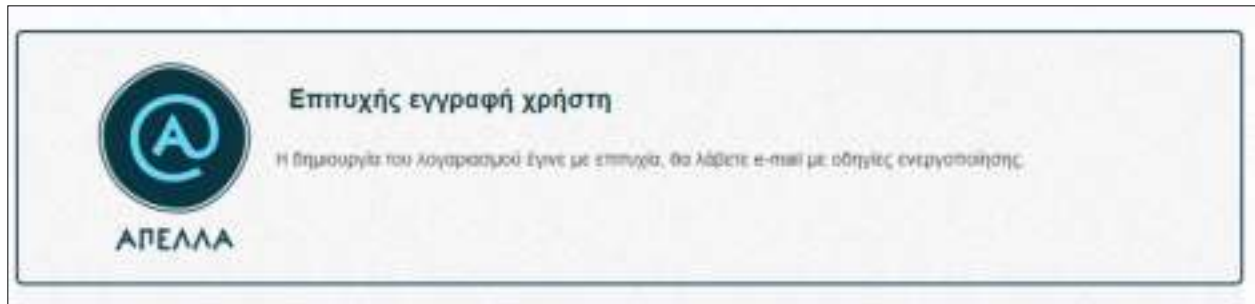 Επιτυχής εγγραφή χρήστη
Η δημιουργία του λογαριασμού έγινε με επιτυχία, θα λάβετε e-mail με οδηγίες ενεργοποίησης.
ΑΠΕΛΛΑ